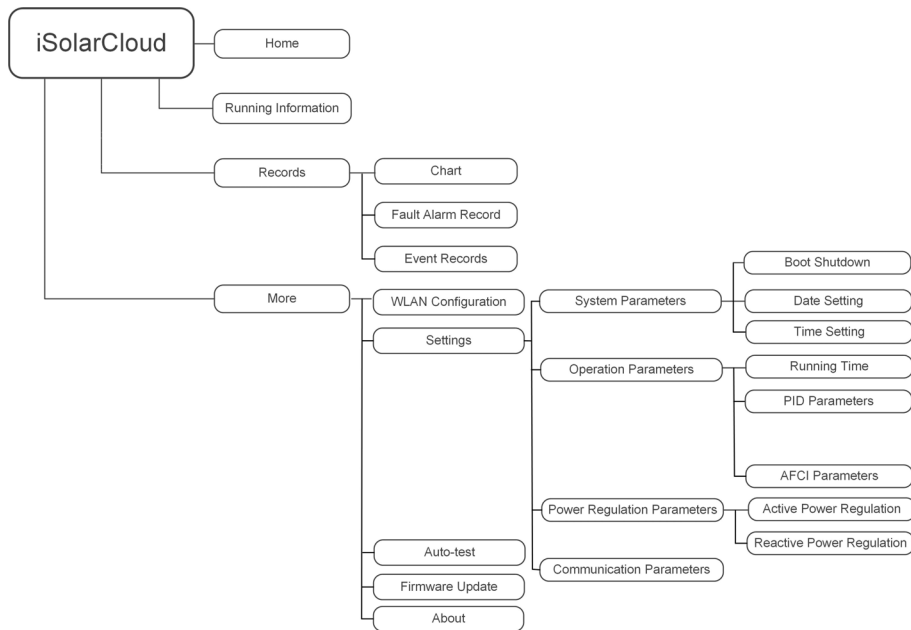 iSolarCloud
Home
Running Information
Records
Chart
Fault Alarm Record
Event Records
More
WLAN Configuration
Settings
System Parameters
Boot Shutdown
Date Setting
Time Setting
Operation Parameters
Running Time
PID Parameters
AFCI Parameters
Power Regulation Parameters
Active Power Regulation
Reactive Power Regulation
Communication Parameters
Auto-test
Firmware Update
About